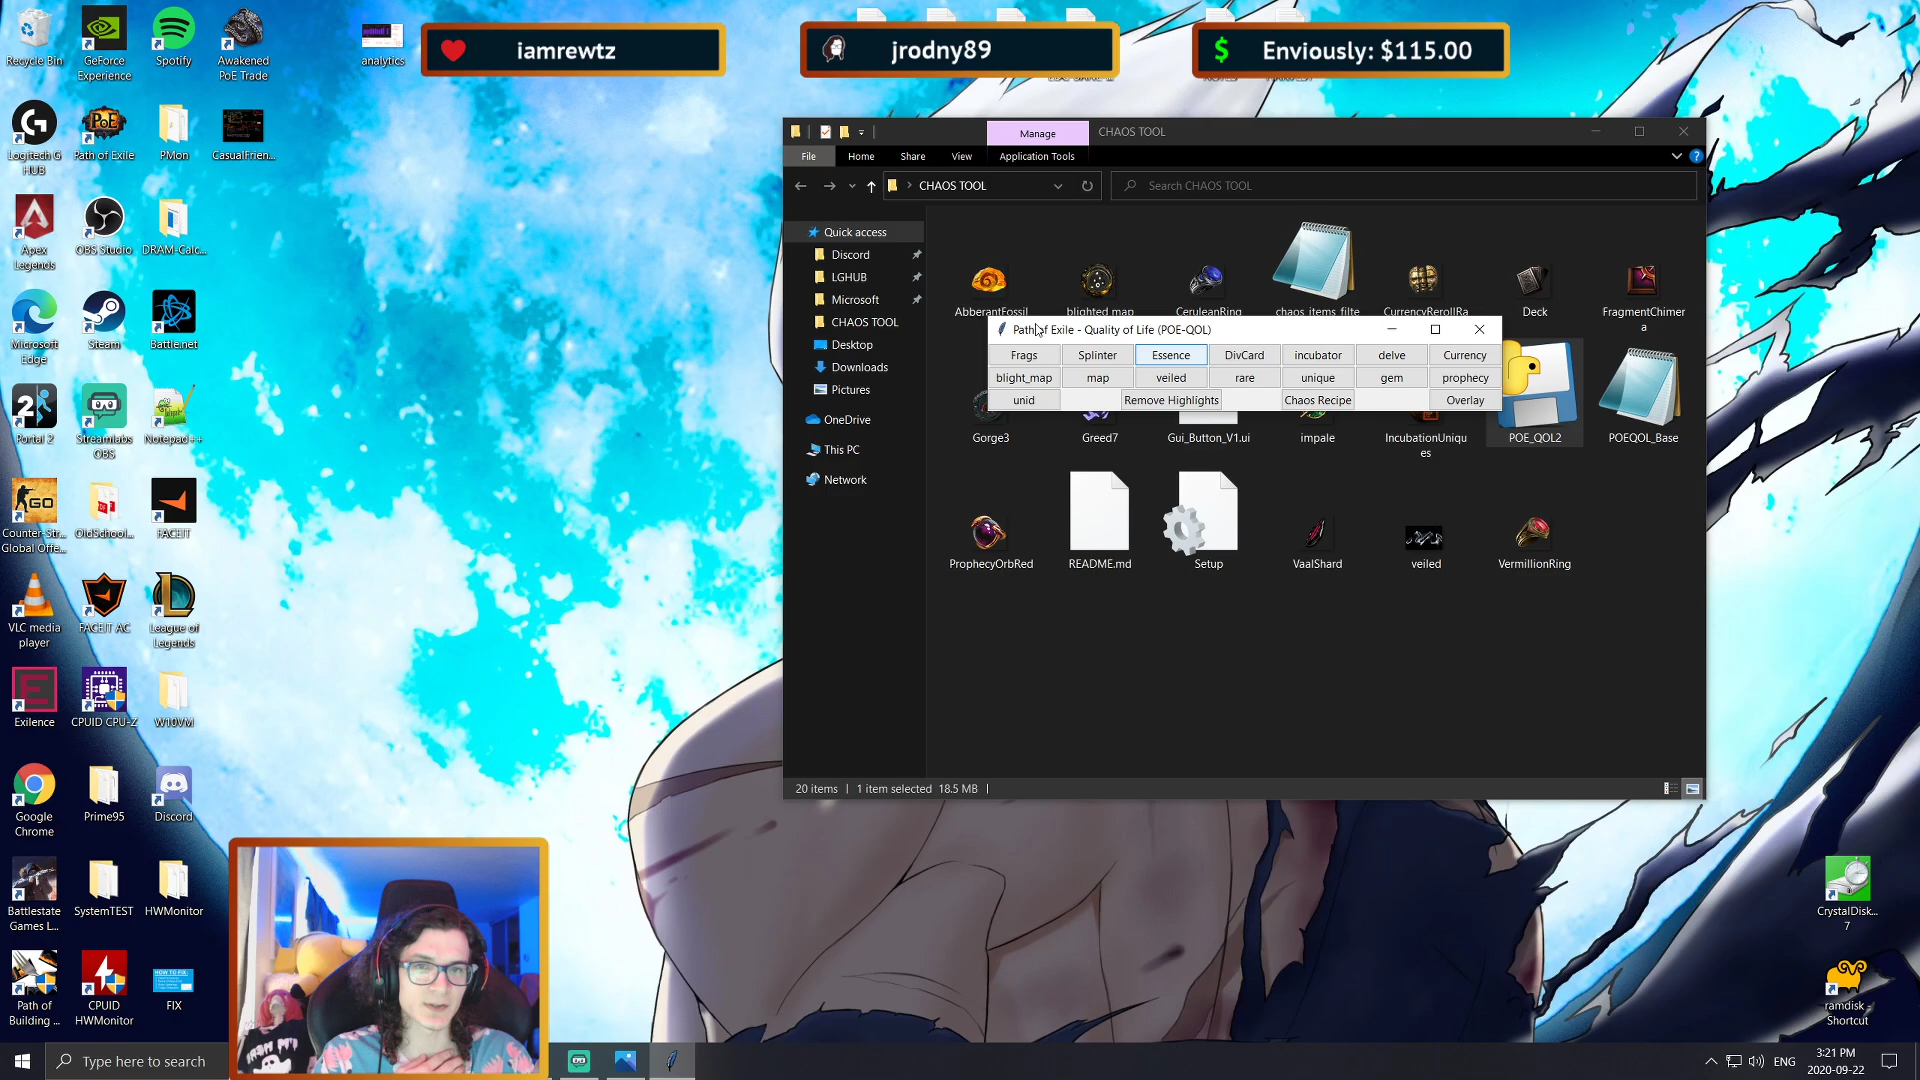 iamrewtz
jrodny89
Enviously: $115.00
Recycle Bin
GeForce
Experience
Spotify
Awakened
PoE Trade
analytics
Logitech G
HUB
Path of Exile
PMon
CasualFrien...
Apex
Legends
OBS Studio
DRAM-Calc...
Microsoft
Edge
Steam
Battle.net
Portal 2
Streamlabs
OBS
Notepad++
Counter-Str...
Global Offe...
OldSchool...
FACEIT
VLC media
player
FACEIT AC
League of
Legends
Exilence
CPUID CPU-Z
W10VM
Google
Chrome
Prime95
Discord
Battlestate
Games L...
SystemTEST
HWMonitor
Path of
Building ...
CPUID
HWMonitor
HOW TO FIX
FIX
Manage
CHAOS TOOL
File
Home
Share
View
Application Tools
CHAOS TOOL
Search CHAOS TOOL
Quick access
Discord
LGHUB
Microsoft
CHAOS TOOL
Desktop
Downloads
Pictures
OneDrive
This PC
Network
AbberantFossil
blighted map
CeruleanRing
chaos_items_filte
CurrencyRerollRa
Deck
FragmentChimer
a
Path of Exile - Quality of Life (POE-QOL)
Frags
Splinter
Essence
DivCard
incubator
delve
Currency
blight_map
map
veiled
rare
unique
gem
prophecy
unid
Remove Highlights
Chaos Recipe
Overlay
Gorge3
Greed7
Gui_Button_V1.ui
impale
IncubationUniqu
es
POE_QOL2
POEQOL_Base
ProphecyOrbRed
README.md
Setup
VaalShard
veiled
VermillionRing
20 items
1 item selected 18.5 MB
CrystalDisk...
7
ramdisk -
Shortcut
Type here to search
ENG
3:21 PM
2020-09-22